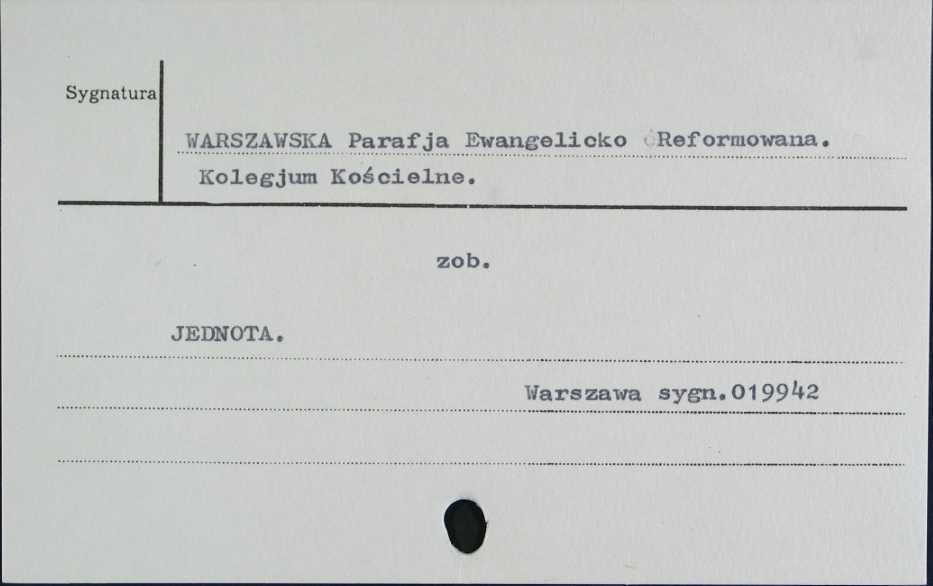 Sygnatura
WARSZAWSKA Parafja Ewangelicko Reformowana.
Kolegjum Kościelne.
zob.
JEDNOTA.
Warszawa sygn.019942